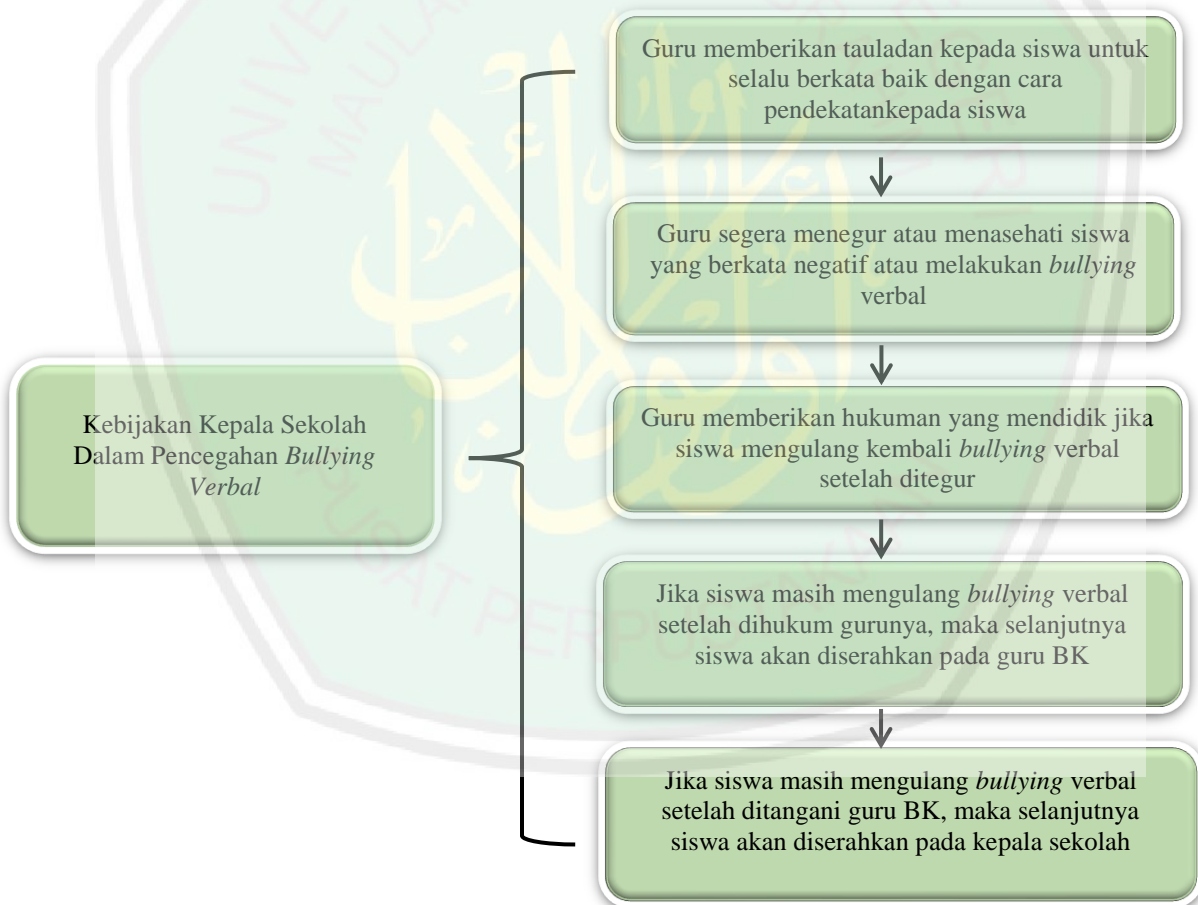 Guru memberikan tauladan kepada siswa untuk
selalu berkata baik dengan cara
pendekatankepada siswa
Guru segera menegur atau menasehati siswa
yang berkata negatif atau melakukan bullying
verbal
Kebijakan Kepala Sekolah
Dalam Pencegahan Bullying
Verbal
Guru memberikan hukuman yang mendidik jika
siswa mengulang kembali bullying verbal
setelah ditegur
Jika siswa masih mengulang bullying verbal
setelah dihukum gurunya, maka selanjutnya
siswa akan diserahkan pada guru BK
Jika siswa masih mengulang bullying verbal
setelah ditangani guru BK, maka selanjutnya
siswa akan diserahkan pada kepala sekolah
PUSAT PERPUSTAKAAN